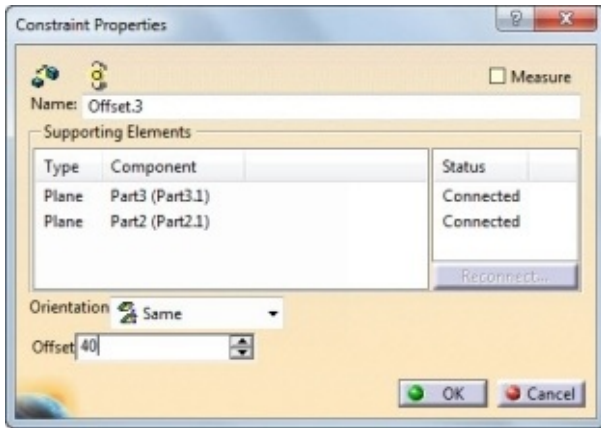 Constraint Properties
Measure
Name: Offset.3
Supporting Elements
Type Component Status
Plane Part3 (Part3.1) Connected
Plane Part2 (Part2.1) Connected
Reconnect...
Orientation Same
Offset 40
OK Cancel